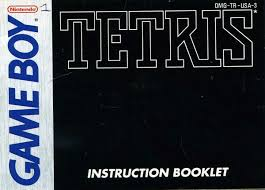 Nintendo
1
DMG-TR-USA-3
TETRIS
GAME BOY
INSTRUCTION BOOKLET